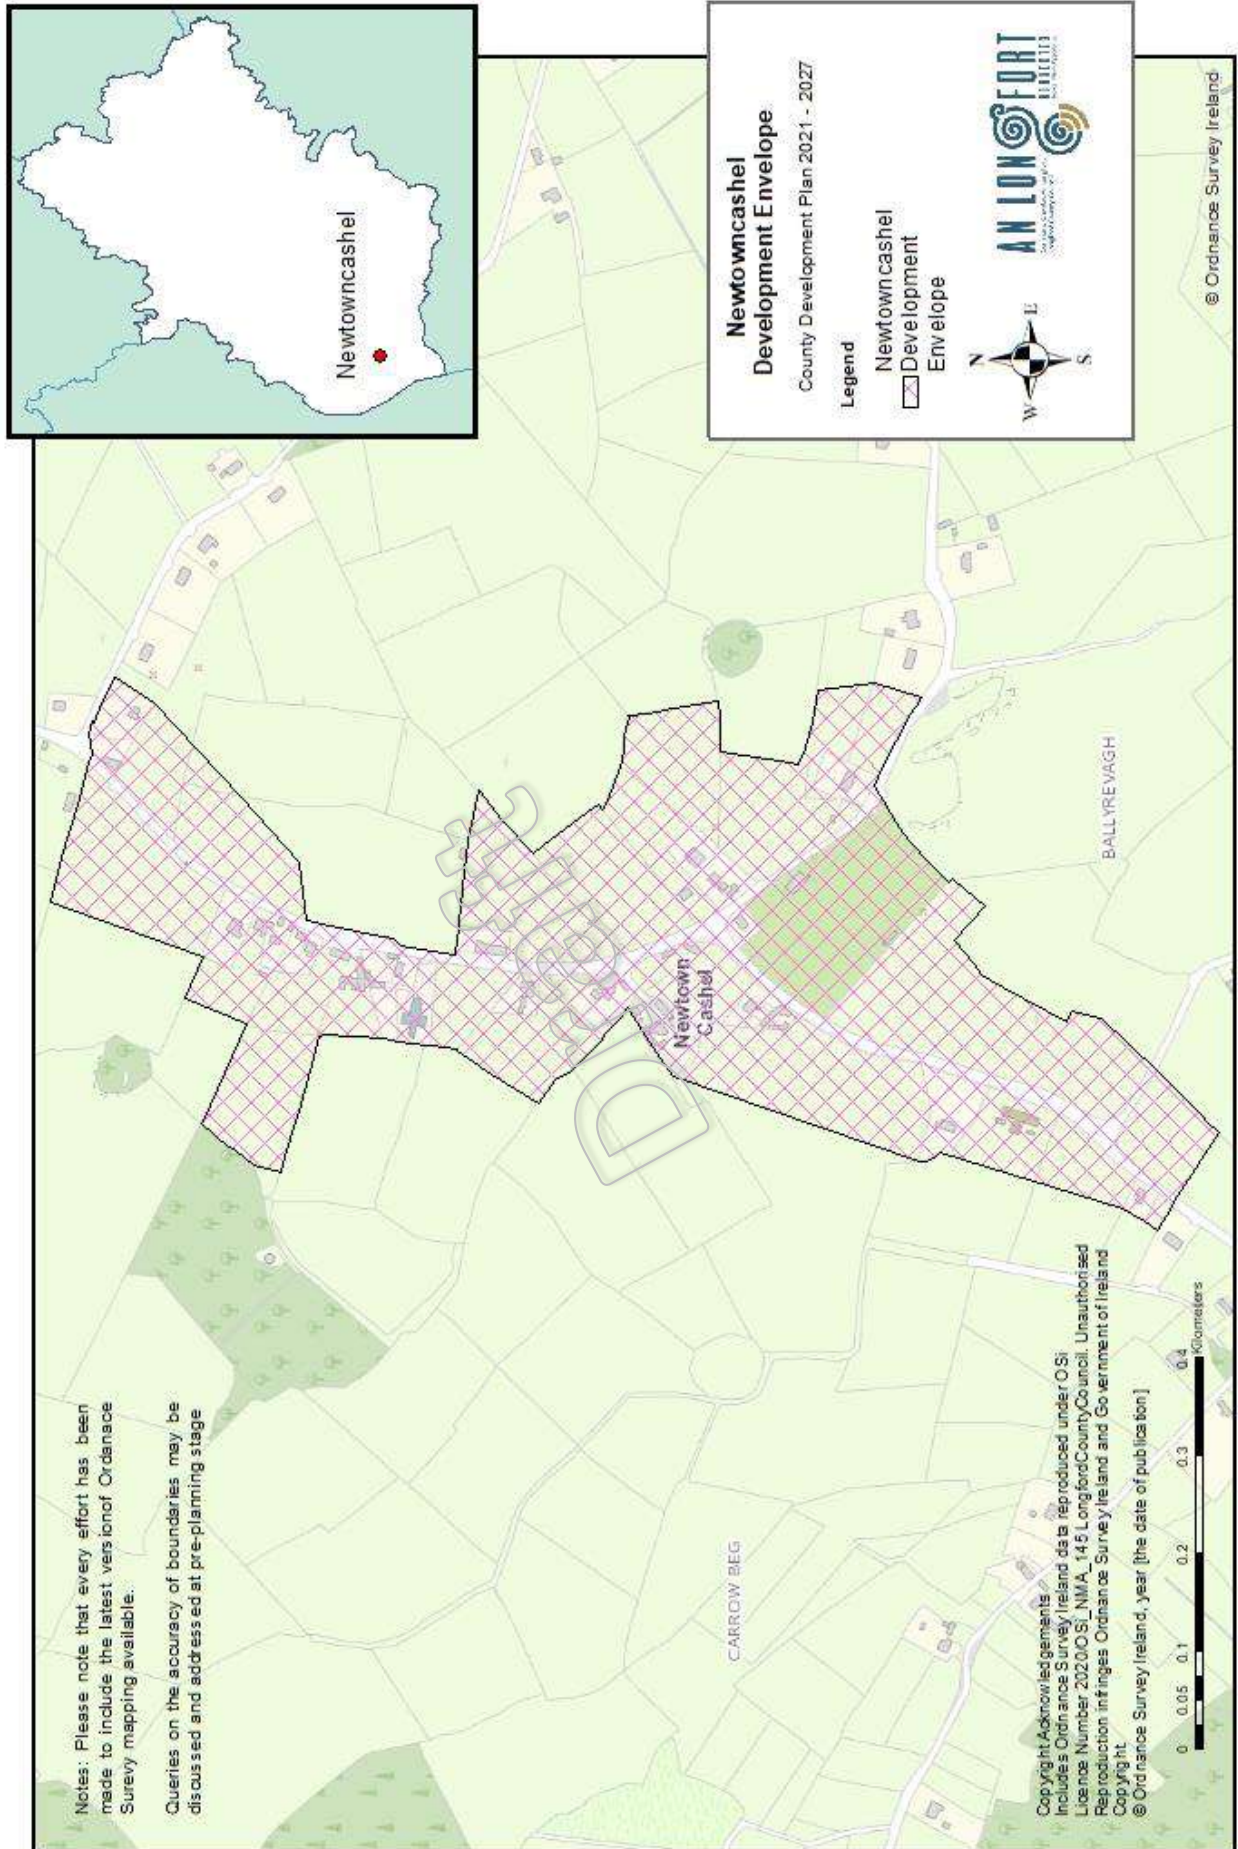 Notes: Please note that every effort has been
made to include the latest versionof Ordanace
Surevy mapping available.
Queries on the accuracy of boundaries may be
discussed and addressed at pre-planning stage
Newtowncashel
Draft
Newtown
Cashel
CARROW BEG
BALLYREVAGH
Newtowncashel
Development Envelope
County Development Plan 2021 - 2027
Legend
Newtowncashel
Development
Envelope
N
W
E
S
AN LONGFORT
Copyright Acknowledgements
Includes Ordnance Survey Ireland data reproduced under OSi
Licence Number 2020/OSi_NMA_145 LongfordCountyCouncil. Unauthorised
Reproduction infringes Ordnance Survey Ireland and Government of Ireland
Copyright.
© Ordnance Survey Ireland, year [the date of publication]
0 0.05 0.1 0.2 0.3 0.4
Kilometers
© Ordnance Survey Ireland